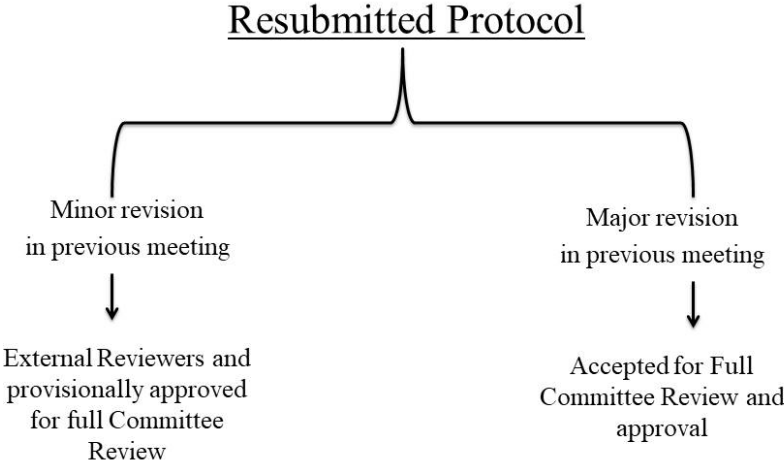 Resubmitted Protocol
Minor revision
in previous meeting
External Reviewers and
provisionally approved
for full Committee
Review
Major revision
in previous meeting
Accepted for Full
Committee Review and
approval